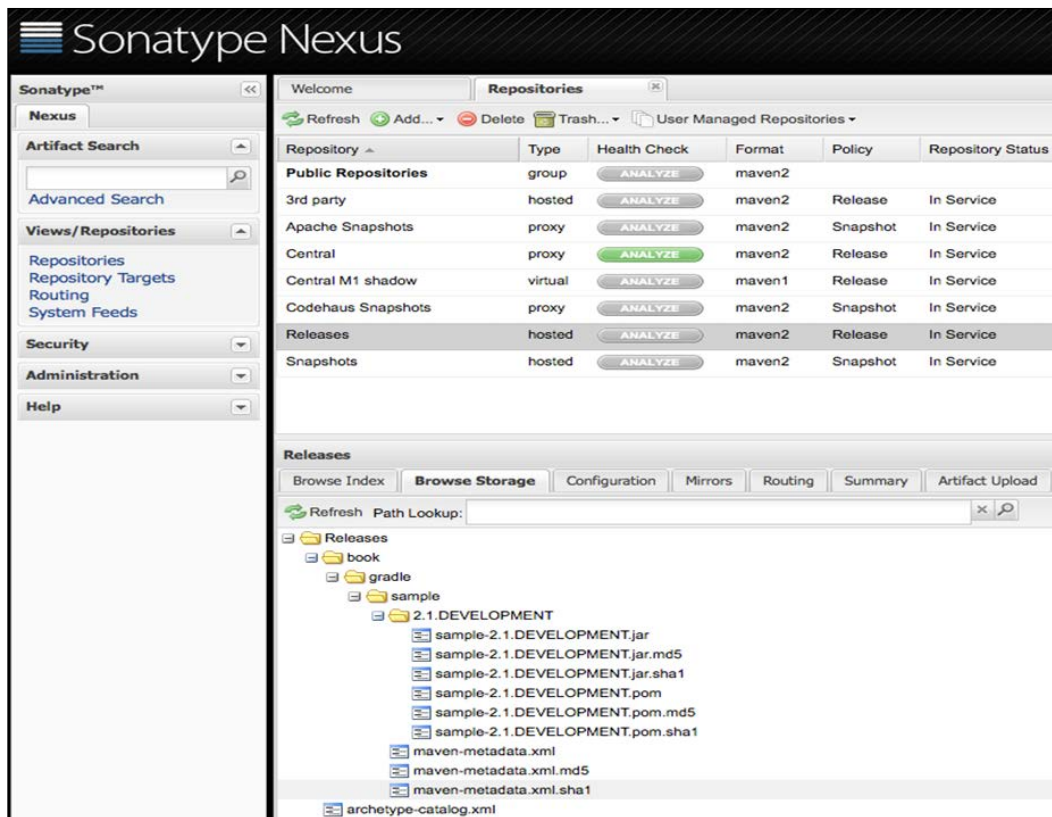 Sonatype Nexus
Sonatype™
Nexus
Artifact Search
Advanced Search
Views/Repositories
Repositories
Repository Targets
Routing
System Feeds
Security
Administration
Help
Welcome
Repositories
Refresh Add... Delete Trash... User Managed Repositories
Repository Type Health Check Format Policy Repository Status
Public Repositories group ANALYZE maven2
3rd party hosted ANALYZE maven2 Release In Service
Apache Snapshots proxy ANALYZE maven2 Snapshot In Service
Central proxy ANALYZE maven2 Release In Service
Central M1 shadow virtual ANALYZE maven1 Release In Service
Codehaus Snapshots proxy ANALYZE maven2 Snapshot In Service
Releases hosted ANALYZE maven2 Release In Service
Snapshots hosted ANALYZE maven2 Snapshot In Service
Releases
Browse Index Browse Storage Configuration Mirrors Routing Summary Artifact Upload
Refresh Path Lookup:
Releases
book
gradle
sample
2.1.DEVELOPMENT
sample-2.1.DEVELOPMENT.jar
sample-2.1.DEVELOPMENT.jar.md5
sample-2.1.DEVELOPMENT.jar.sha1
sample-2.1.DEVELOPMENT.pom
sample-2.1.DEVELOPMENT.pom.md5
sample-2.1.DEVELOPMENT.pom.sha1
maven-metadata.xml
maven-metadata.xml.md5
maven-metadata.xml.sha1
archetype-catalog.xml